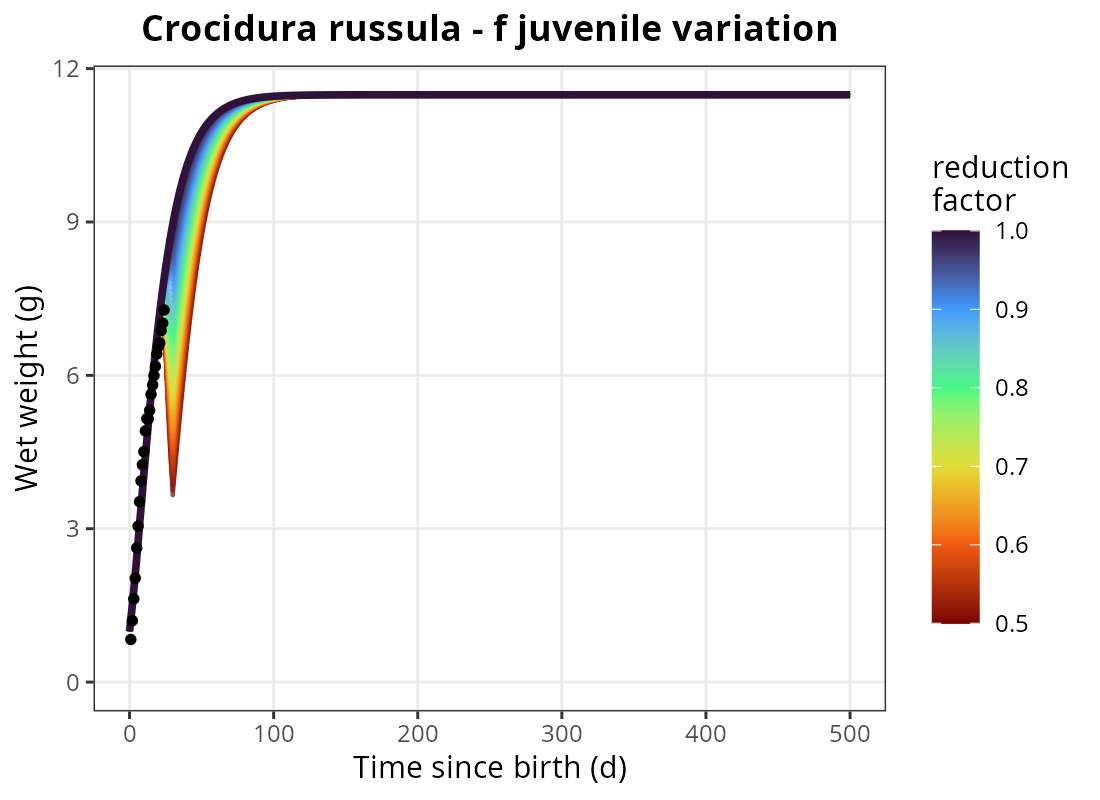 Crocidura russula - f juvenile variation
12
9
6
3
0
Wet weight (g)
0 100 200 300 400 500
Time since birth (d)
reduction
factor
1.0
0.9
0.8
0.7
0.6
0.5